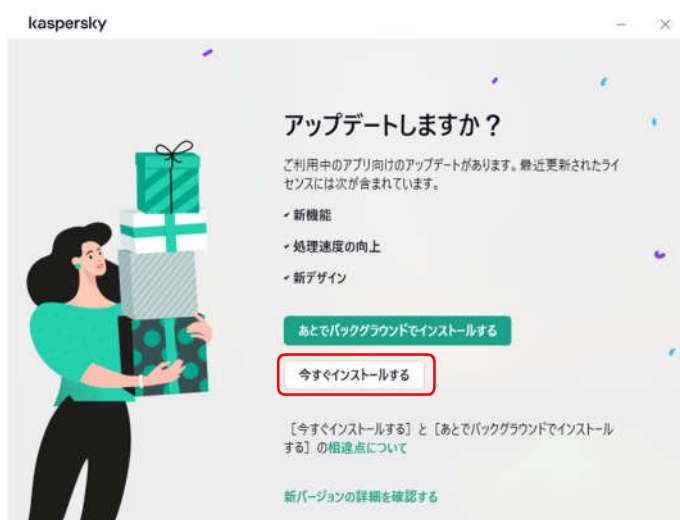 kaspersky
アップデートしますか？
ご利用中のアプリ向けのアップデートがあります。最近更新されたライ
センスには次が含まれています。
新機能
処理速度の向上
新デザイン
あとでバックグラウンドでインストールする
今すぐインストールする
［今すぐインストールする］と［あとでバックグラウンドでインストール
する］の相違点について
新バージョンの詳細を確認する